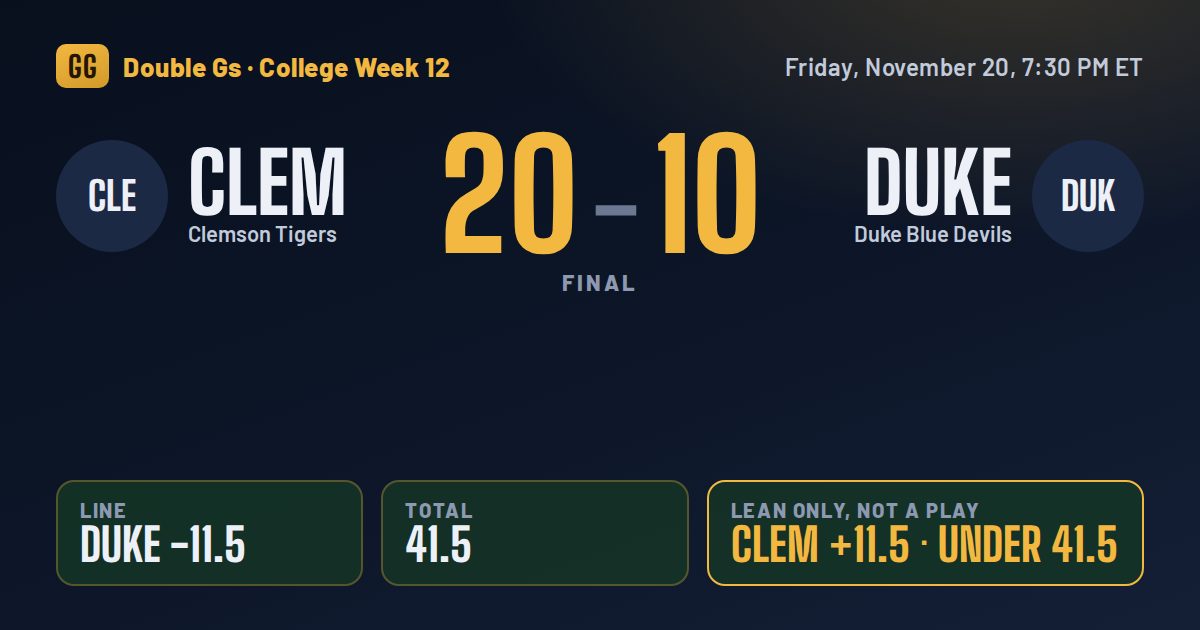 GG
Double Gs · College Week 12
Friday, November 20, 7:30 PM ET
CLE
CLEM
Clemson Tigers
20 – 10
FINAL
DUKE
Duke Blue Devils
DUK
LINE
DUKE −11.5
TOTAL
41.5
LEAN ONLY, NOT A PLAY
CLEM +11.5 · UNDER 41.5